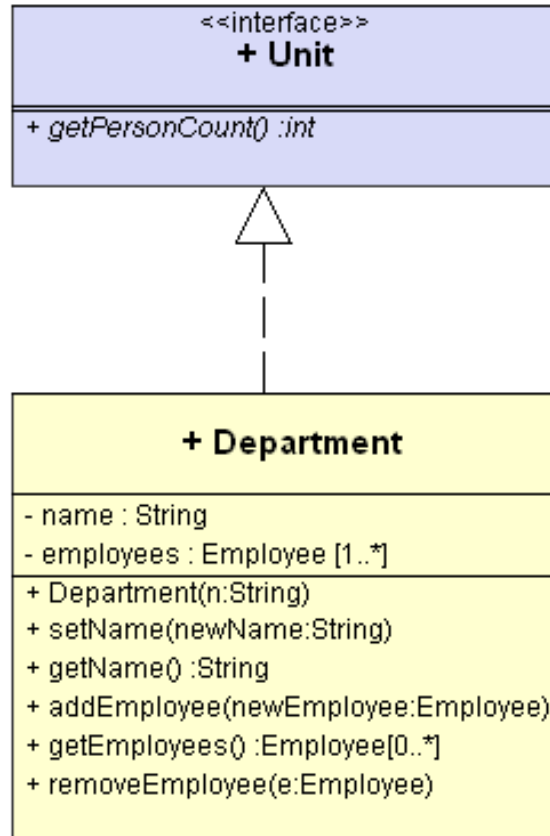 <<interface>>
+ Unit
+ getPersonCount() :int
+ Department
- name : String
- employees : Employee [1..*]
+ Department(n:String)
+ setName(newName:String)
+ getName() :String
+ addEmployee(newEmployee:Employee)
+ getEmployees() :Employee[0..*]
+ removeEmployee(e:Employee)